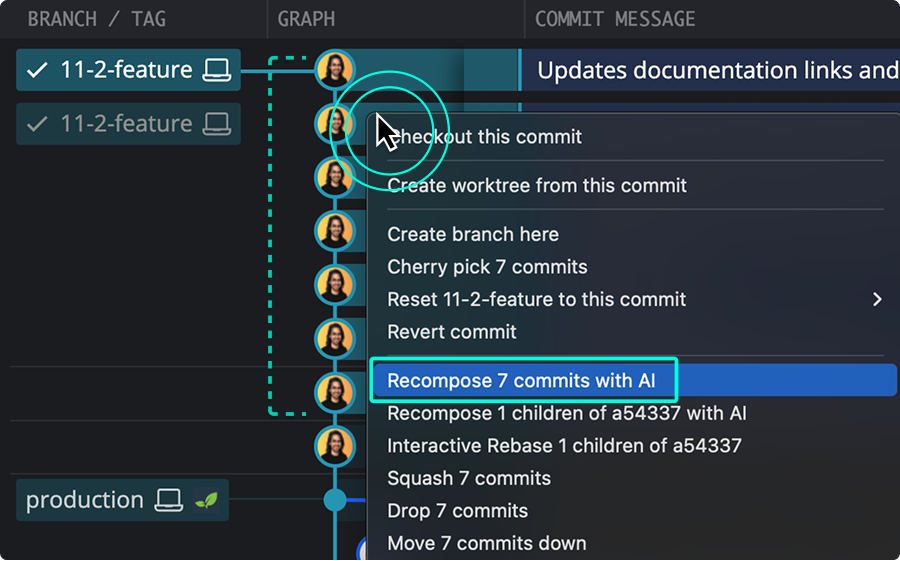 BRANCH / TAG GRAPH COMMIT MESSAGE
11-2-feature Updates documentation links and
11-2-feature
Checkout this commit
Create worktree from this commit
Create branch here
Cherry pick 7 commits
Reset 11-2-feature to this commit
Revert commit
Recompose 7 commits with AI
Recompose 1 children of a54337 with AI
Interactive Rebase 1 children of a54337
Squash 7 commits
production
Drop 7 commits
Move 7 commits down